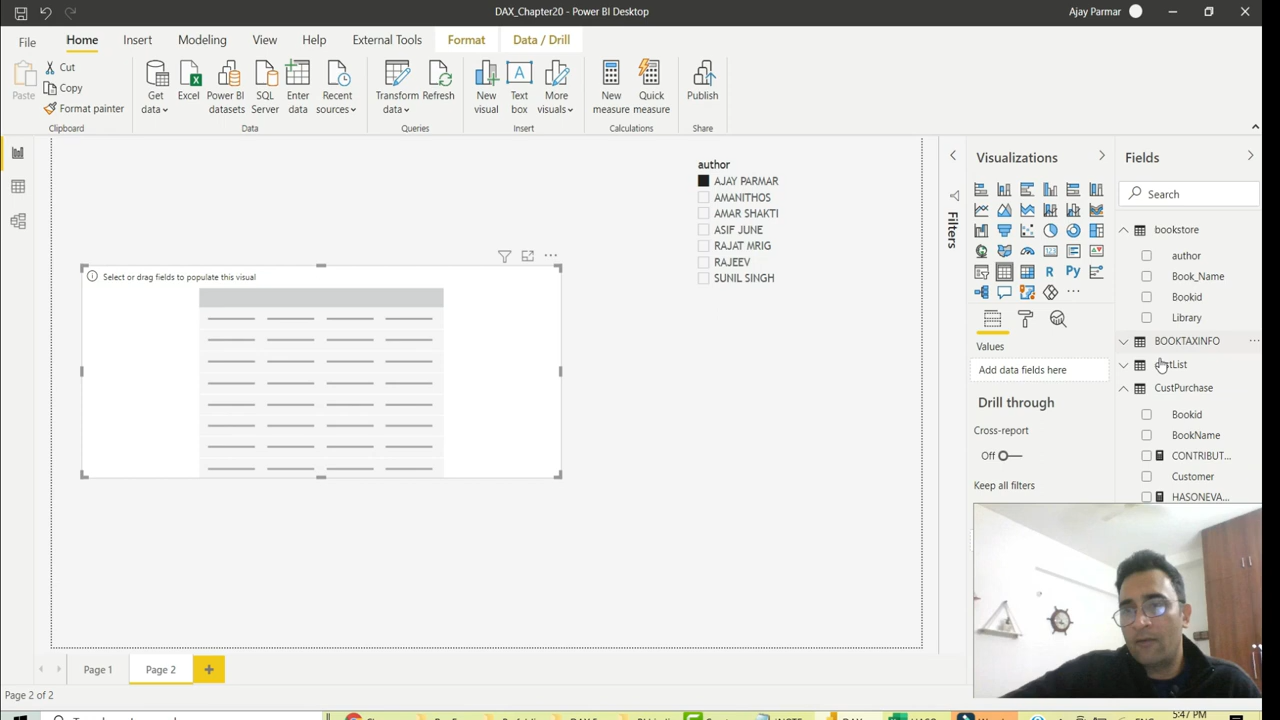 DAX_Chapter20 - Power BI Desktop
Ajay Parmar
File Home Insert Modeling View Help External Tools Format Data / Drill
Paste
Cut
Copy
Format painter
Clipboard
Get data
Excel
Power BI datasets
SQL Server
Enter data
Recent sources
Data
Transform data
Refresh
Queries
New visual
Text box
More visuals
Insert
New measure
Quick measure
Calculations
Publish
Share
author
AJAY PARMAR
AMANITHOS
AMAR SHAKTI
ASIF JUNE
RAJAT MRIG
RAJEEV
SUNIL SINGH
Select or drag fields to populate this visual
Filters
Visualizations
R
Py
Values
Add data fields here
Drill through
Cross-report
Off
Keep all filters
Fields
Search
bookstore
author
Book_Name
Bookid
Library
BOOKTAXINFO
CustPurchase
Bookid
BookName
CONTRIBUT...
Customer
HASONEVA...
Page 1
Page 2
Page 2 of 2
5:47 PM